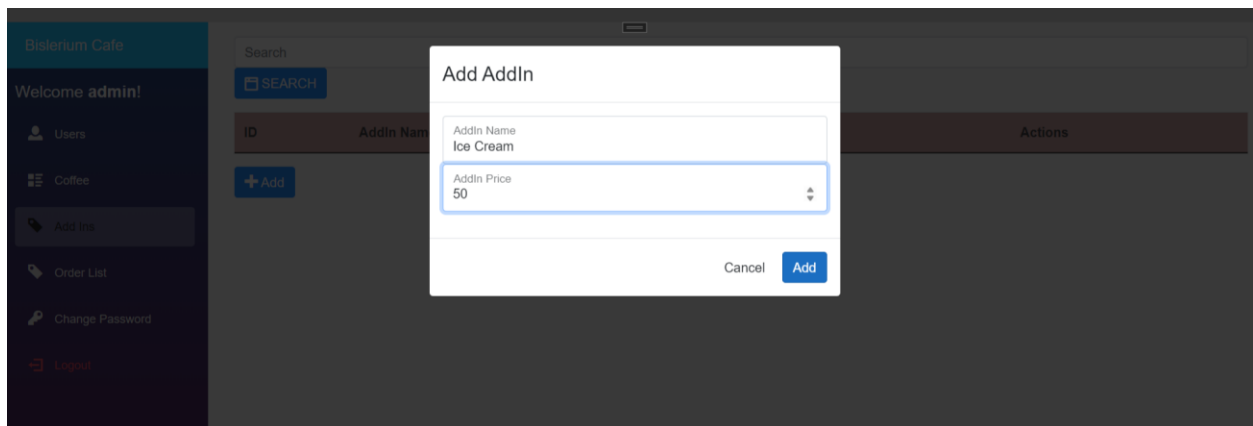 Bislerium Cafe
Welcome admin!
Users
Coffee
Add Ins
Order List
Change Password
Logout
Search
SEARCH
ID AddIn Nam Actions
Add
Add AddIn
AddIn Name
Ice Cream
AddIn Price
50
Cancel Add